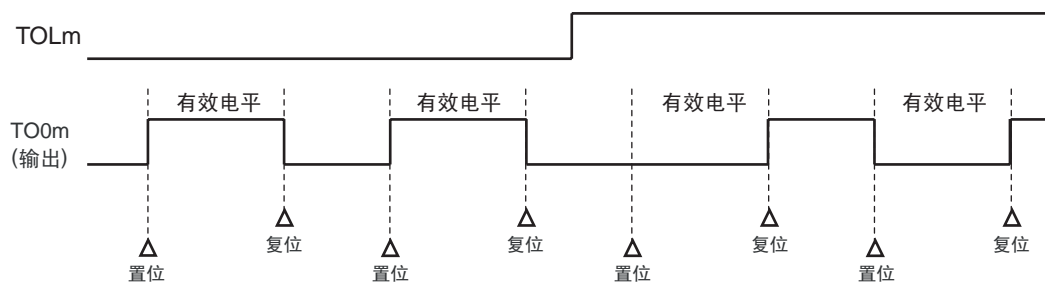 TOLm
有效电平 有效电平 有效电平 有效电平
TO0m
(输出)
复位 复位 复位 复位
置位 置位 置位 置位